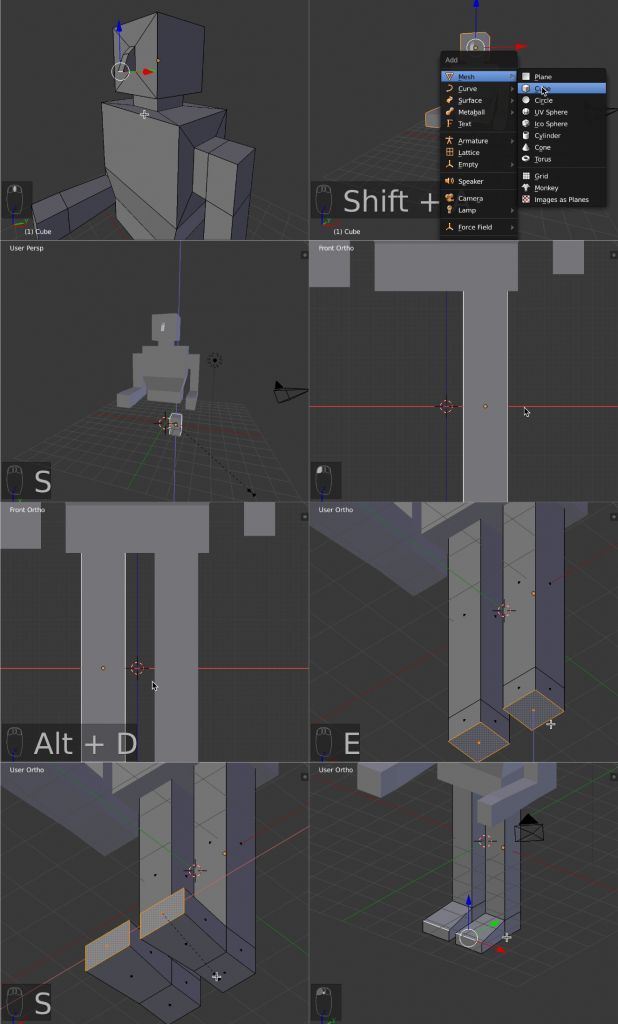 (1) Cube
Add
Mesh
Curve
Surface
Metaball
Text
Armature
Lattice
Empty
Speaker
Camera
Lamp
Force Field
Plane
Circle
UV Sphere
Ico Sphere
Cylinder
Cone
Torus
Grid
Monkey
Images as Planes
Shift +
(1) Cube
User Persp
S
Front Ortho
Front Ortho
Alt + D
User Ortho
E
User Ortho
S
User Ortho